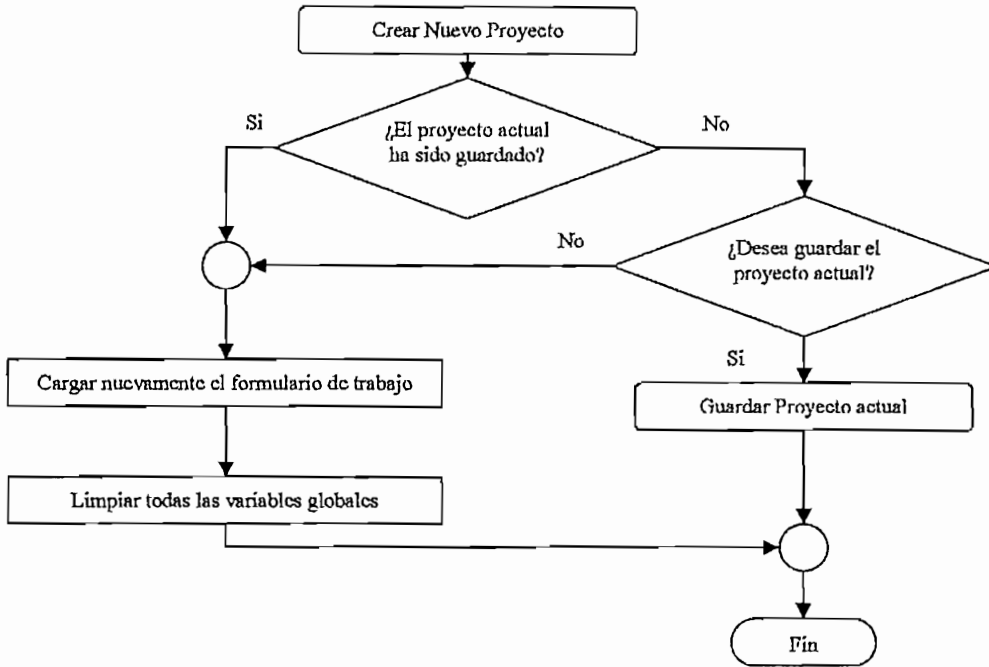 Crear Nuevo Proyecto
Si
¿El proyecto actual
ha sido guardado?
No
No
¿Desea guardar el
proyecto actual?
Si
Cargar nuevamente el formulario de trabajo
Guardar Proyecto actual
Limpiar todas las variables globales
Fin